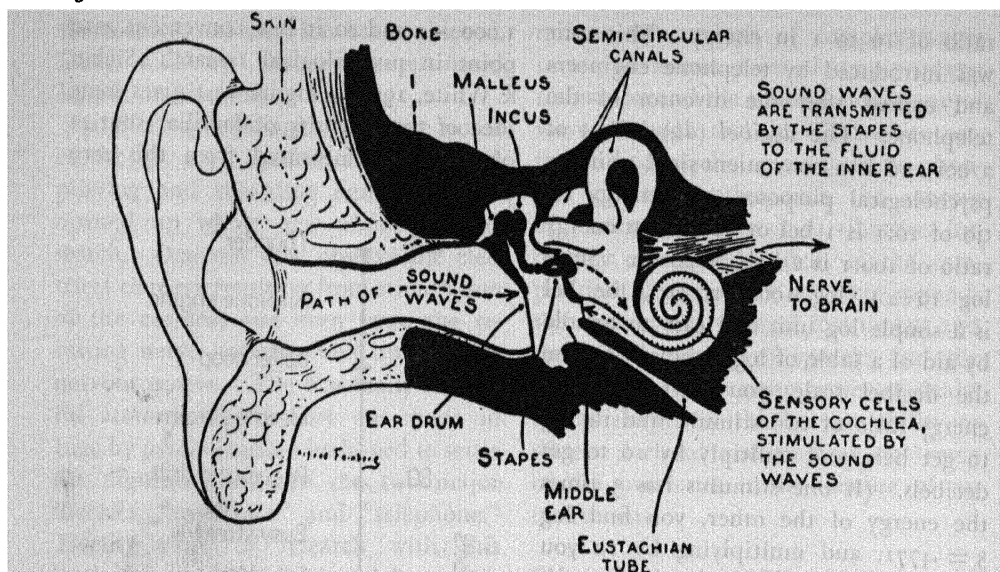 SKIN
BONE
SEMI-CIRCULAR
CANALS
MALLEUS
INCUS
SOUND WAVES
ARE TRANSMITTED
BY THE STAPES
TO THE FLUID
OF THE INNER EAR
PATH OF
SOUND
WAVES
NERVE
TO BRAIN
EAR DRUM
STAPES
MIDDLE
EAR
EUSTACHIAN
TUBE
SENSORY CELLS
OF THE COCHLEA,
STIMULATED BY
THE SOUND
WAVES